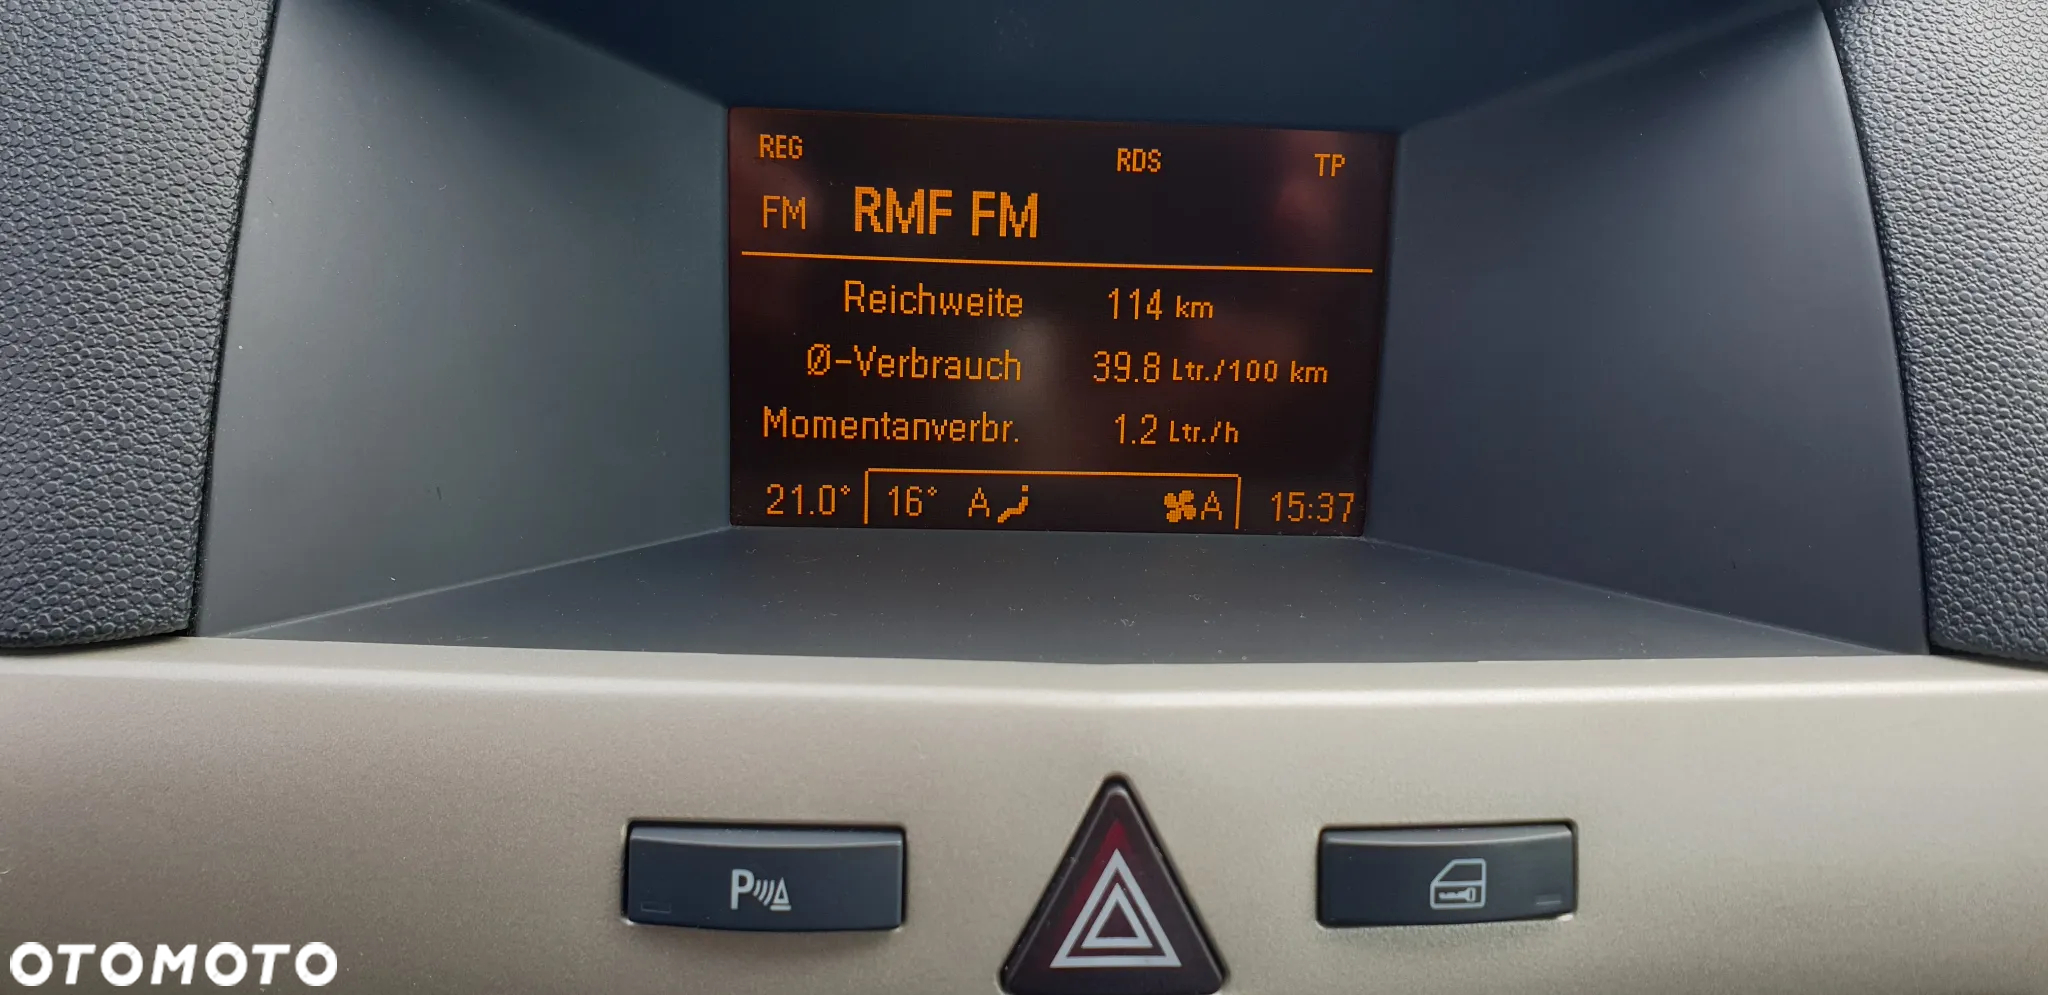 REG RDS TP
FM RMF FM
Reichweite 114 km
Ø-Verbrauch 39.8 Ltr./100 km
Momentanverbr. 1.2 Ltr./h
21.0° 16° A A 15:37
P
OTOMOTO